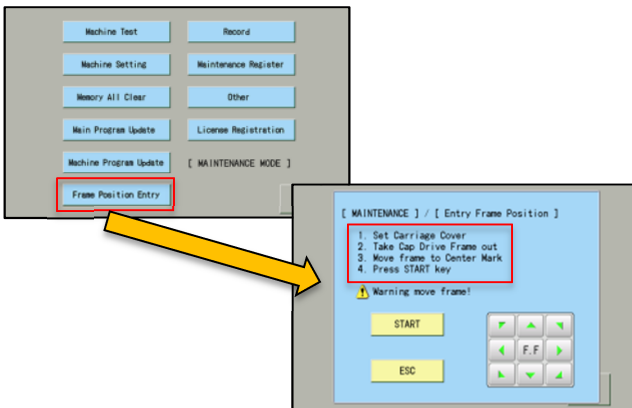 Machine Test
Record
Machine Setting
Maintenance Register
Memory All Clear
Other
Main Program Update
License Registration
Machine Program Update
[ MAINTENANCE MODE ]
Frame Position Entry
[ MAINTENANCE ] / [ Entry Frame Position ]
1. Set Carriage Cover
2. Take Cap Drive Frame out
3. Move frame to Center Mark
4. Press START key
Warning move frame!
START
F.F
ESC